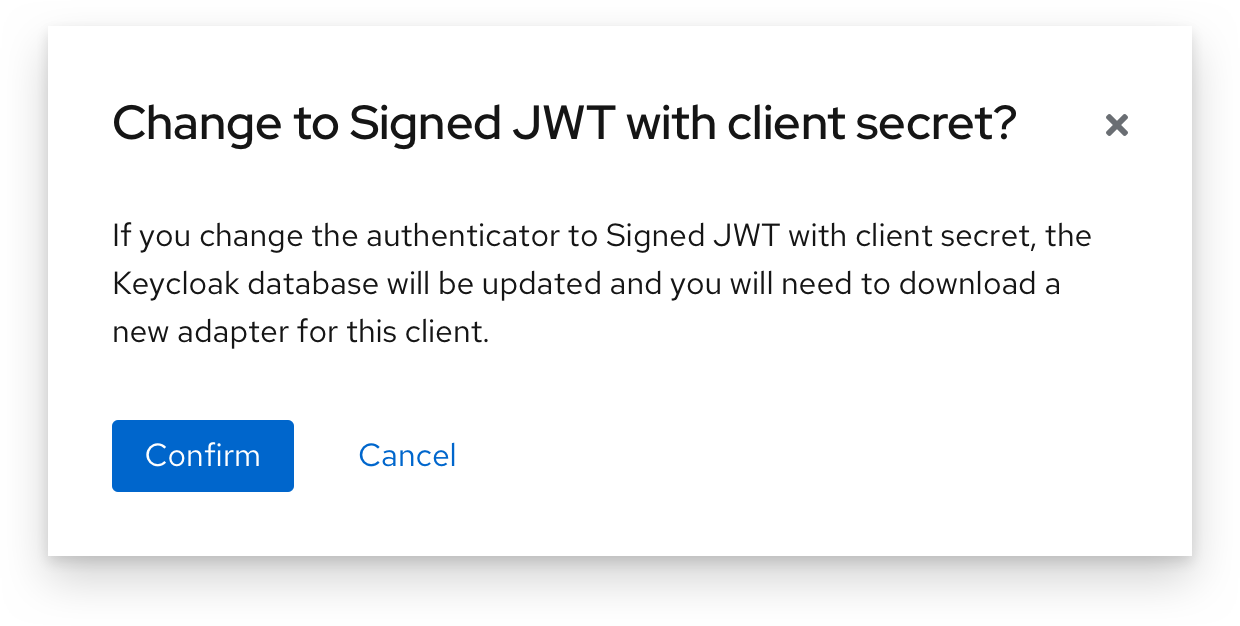 Change to Signed JWT with client secret?
If you change the authenticator to Signed JWT with client secret, the
Keycloak database will be updated and you will need to download a
new adapter for this client.
Confirm
Cancel